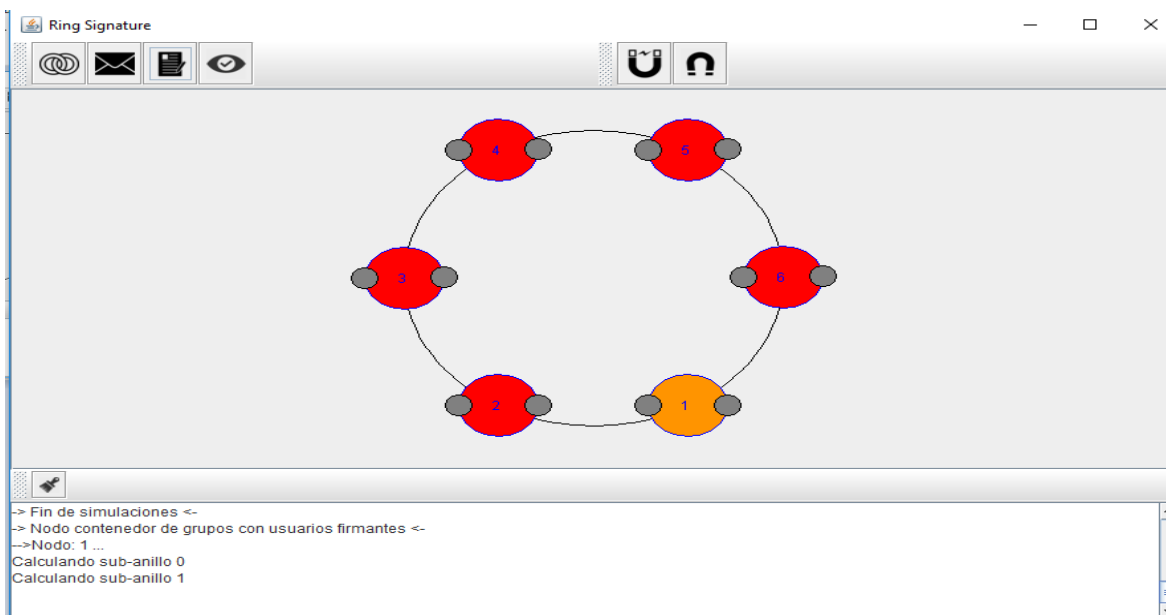 Ring Signature
4
5
3
6
2
1
-> Fin de simulaciones <-
-> Nodo contenedor de grupos con usuarios firmantes <-
-->Nodo: 1 ...
Calculando sub-anillo 0
Calculando sub-anillo 1